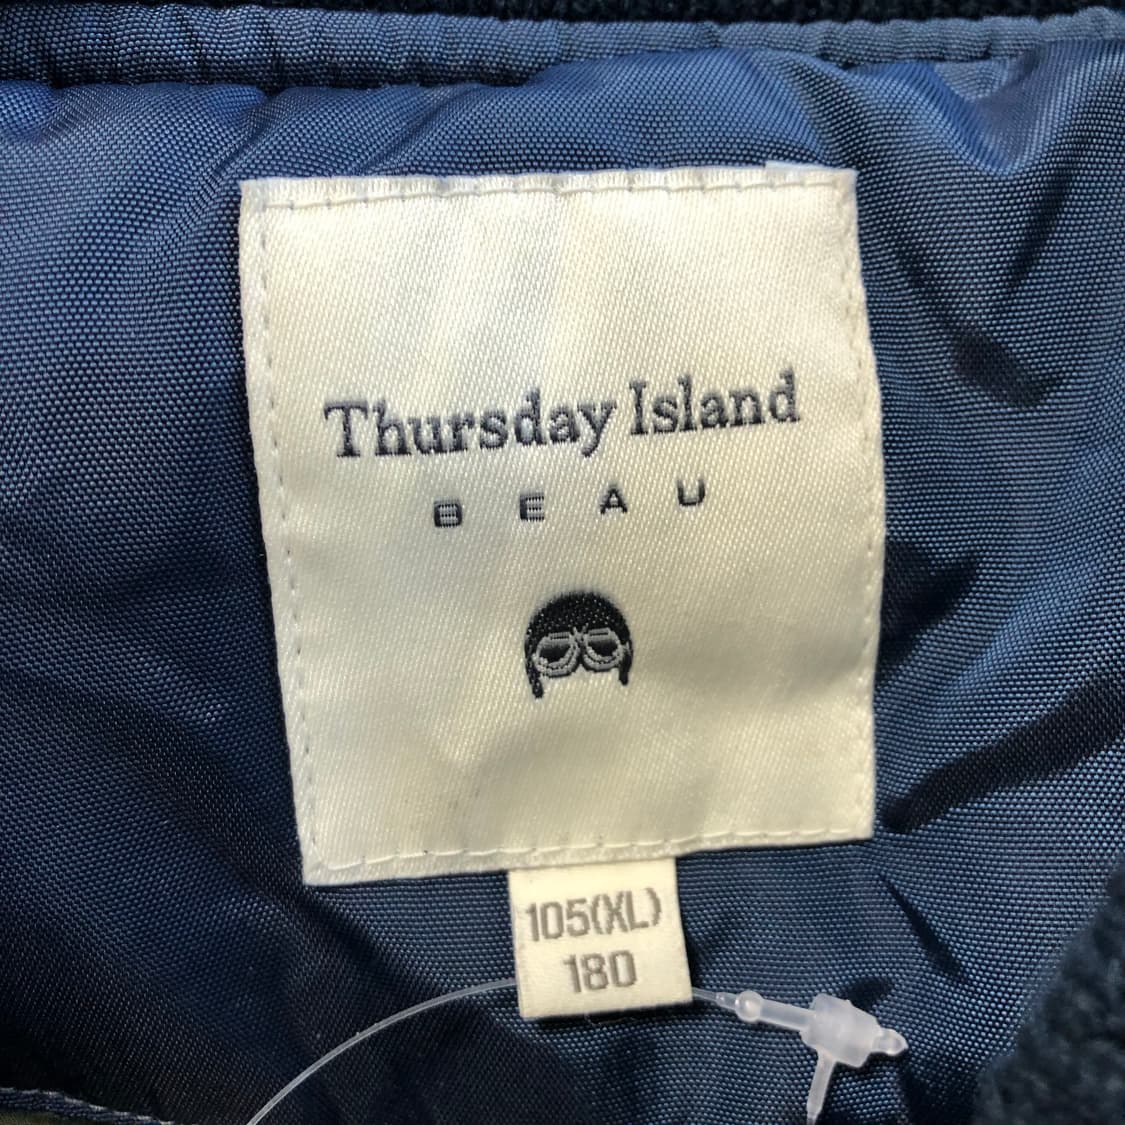 Thursday Island
BEAU
105(XL)
180